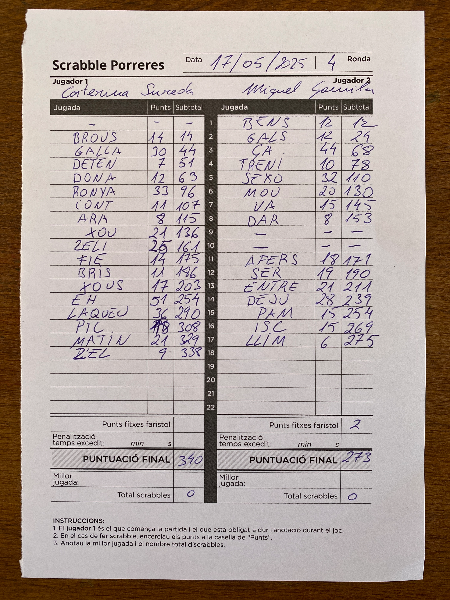 Scrabble Porreres Data 17/05/2025 | 4 Ronda
Jugador 1 Jugador 2
Caterina Sureda Miquel
Jugada Punts Subtotal Jugada Punts Subtotal
– – – 1 BENS 12 12
BROUS 14 14 2 GALS 12 24
GALLA 30 44 3 ÇA 44 68
DETEN 7 51 4 TRENI 10 78
DONA 12 63 5 SEXO 32 110
RONYA 33 96 6 MOU 20 130
CONT 11 107 7 VA 15 145
ARA 8 115 8 DAR 8 153
XOU 21 136 9 – – –
ZELI 25 161 10 – – –
FIE 14 175 11 APERS 18 171
BRIS 11 186 12 SER 19 190
XOUS 17 203 13 ENTRE 21 211
EH 51 254 14 DEJU 28 239
LAQUEU 36 290 15 PAM 15 254
PIC 18 308 16 ISC 15 269
MATIN 21 329 17 LLIM 6 275
ZEL 9 338 18
19
20
21
22
Punts fitxes faristol Punts fitxes faristol 2
Penalització Penalització
temps excedit: min s temps excedit: min s
PUNTUACIÓ FINAL 340 PUNTUACIÓ FINAL 273
Millor Millor
jugada: jugada:
Total scrabbles 0 Total scrabbles 0
INSTRUCCIONS:
1. El jugador 1 és el que comença la partida i el que està obligat a dur l'anotació durant el joc.
2. En el cas de fer scrabble, encercleu els punts a la casella de "Punts".
3. Anotau la millor jugada i el nombre total d'scrabbles.